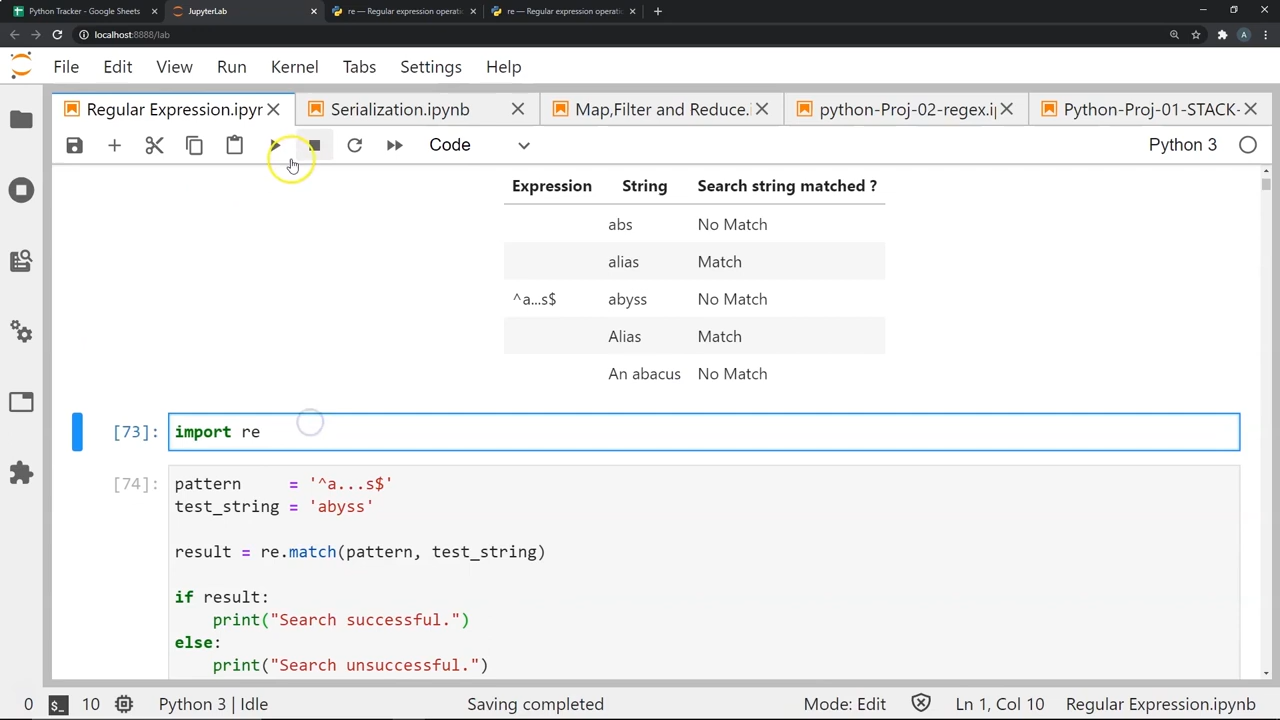 Python Tracker - Google Sheets
JupyterLab
re — Regular expression operatio
re — Regular expression operatio
localhost:8888/lab
A
File Edit View Run Kernel Tabs Settings Help
Regular Expression.ipyr
Serialization.ipynb
Map,Filter and Reduce.i
python-Proj-02-regex.ip
Python-Proj-01-STACK-
Code
Python 3
Expression String Search string matched ?
abs No Match
alias Match
^a...s$ abyss No Match
Alias Match
An abacus No Match
[73]: import re
[74]: pattern = '^a...s$'
test_string = 'abyss'
result = re.match(pattern, test_string)
if result:
print("Search successful.")
else:
print("Search unsuccessful.")
0 $_ 10 Python 3 | Idle Saving completed Mode: Edit Ln 1, Col 10 Regular Expression.ipynb